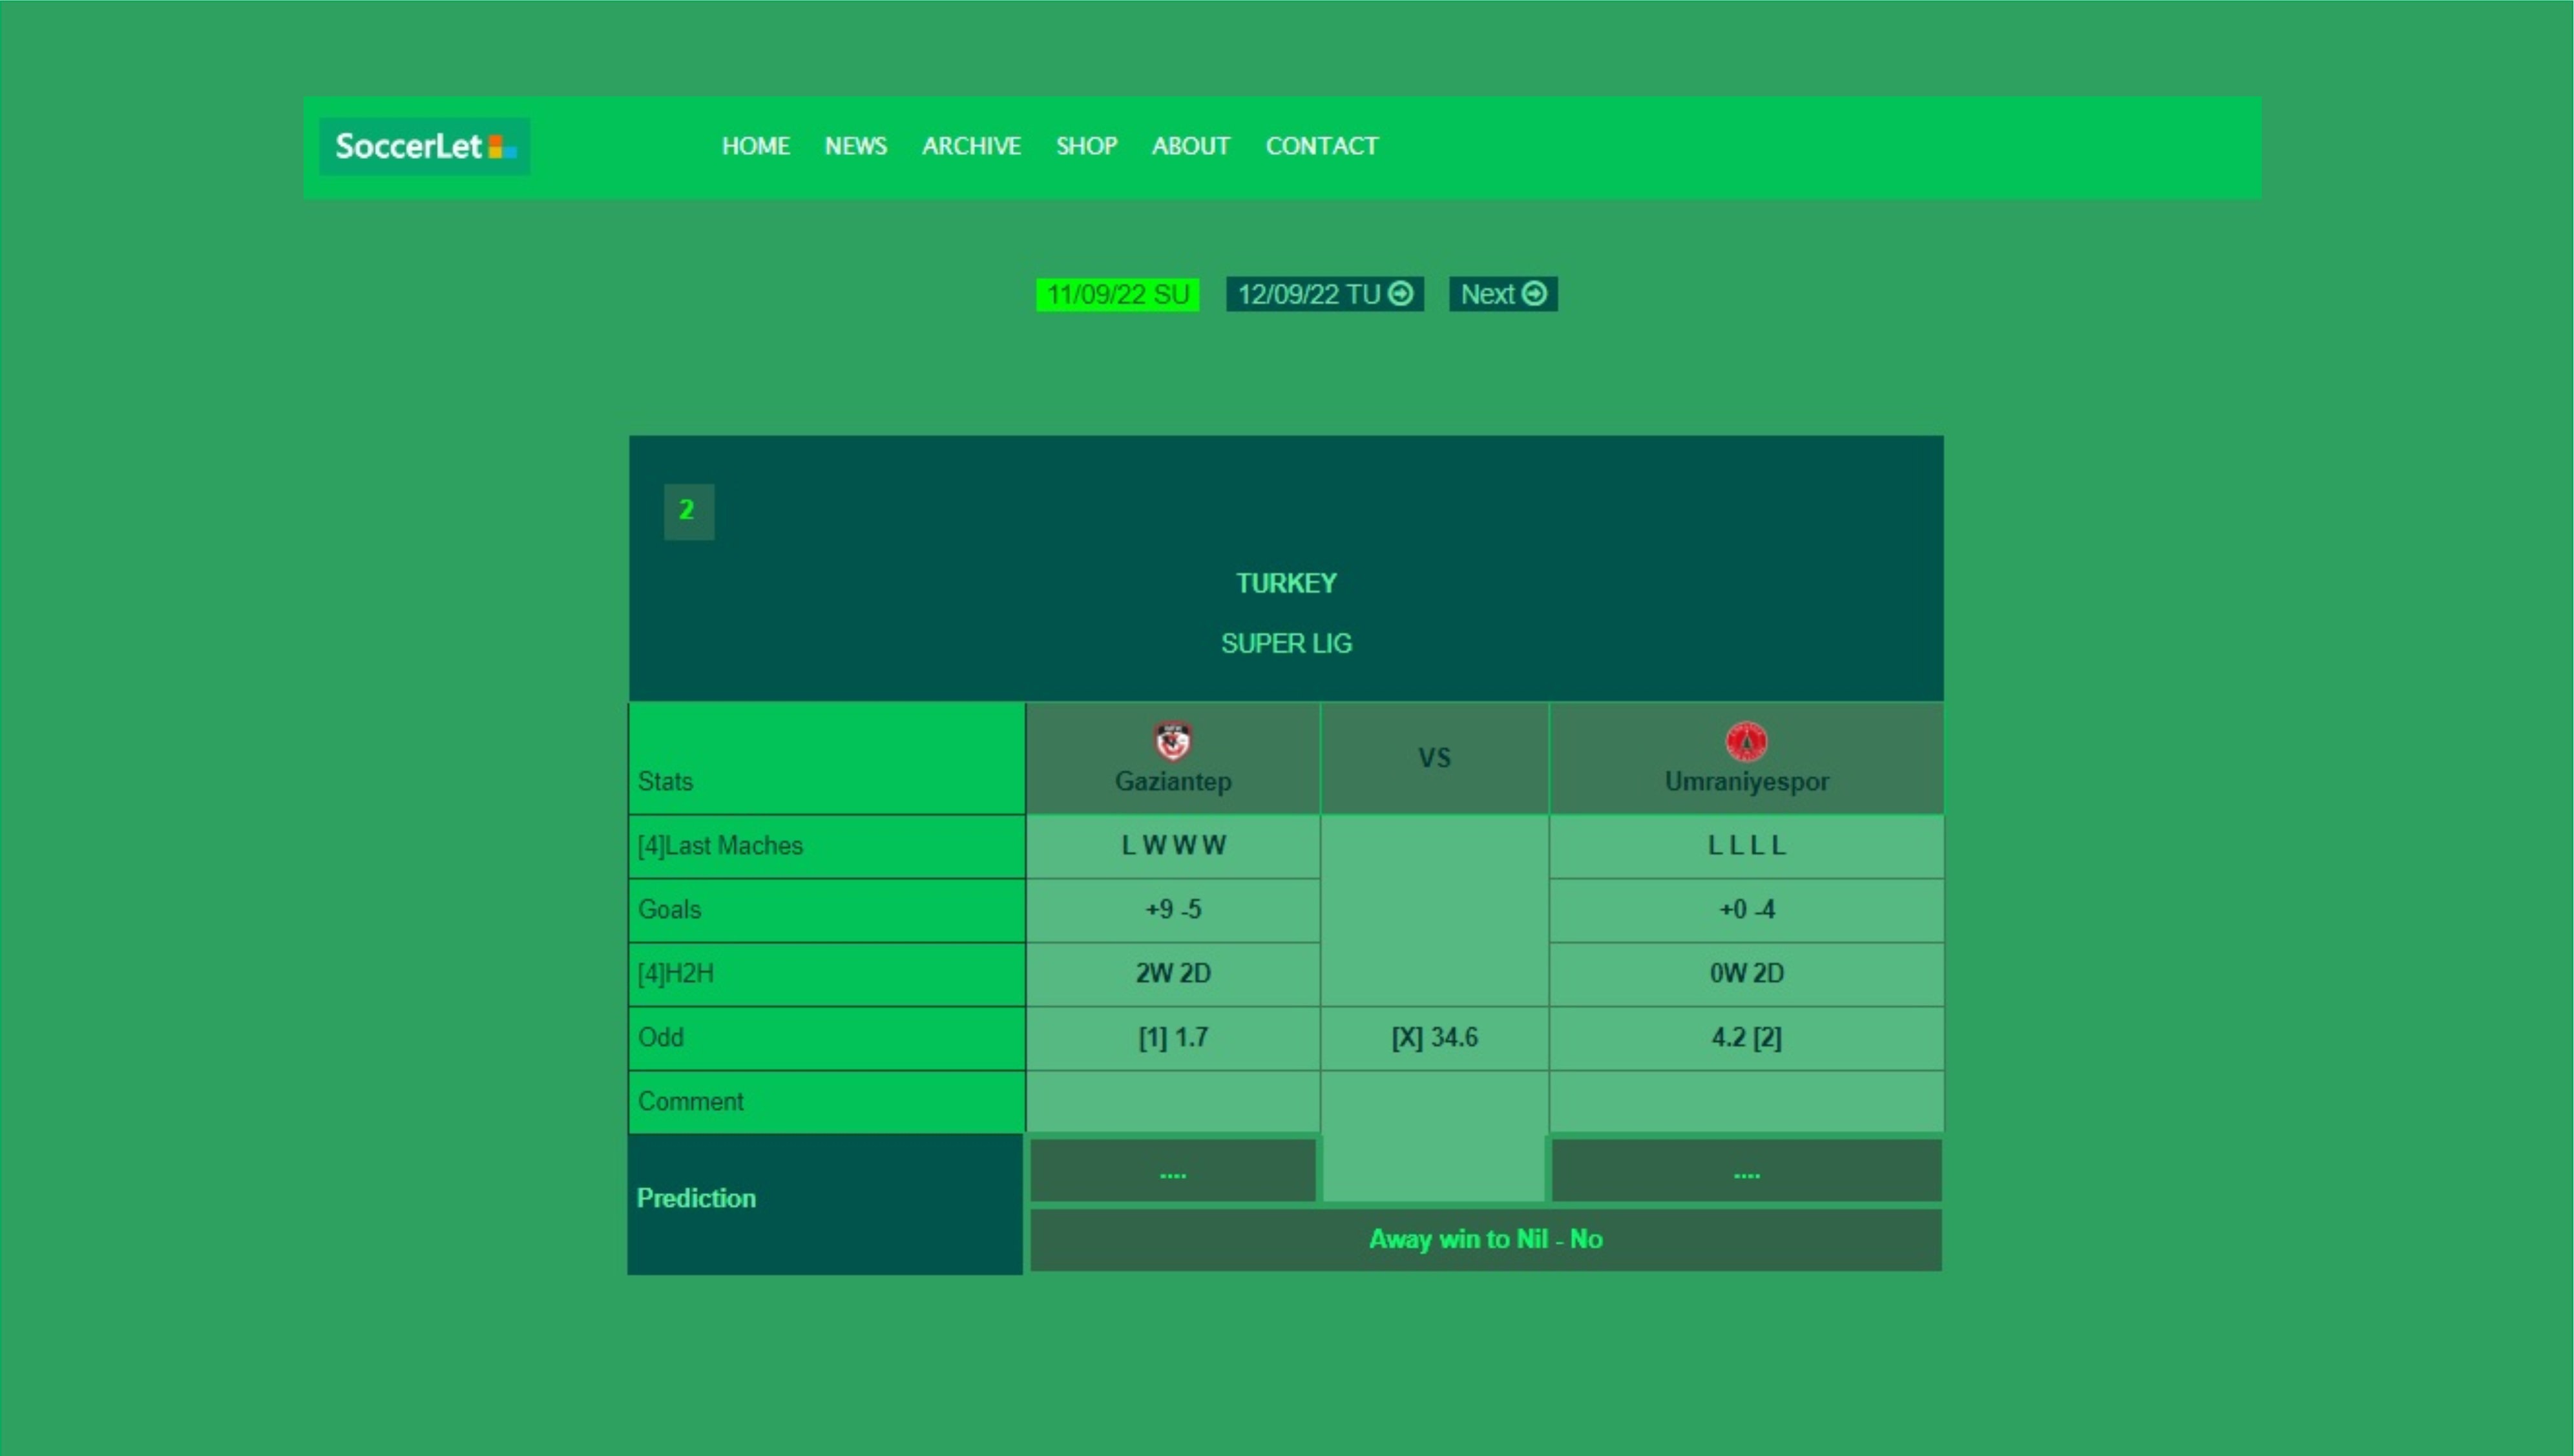 SoccerLet
HOME NEWS ARCHIVE SHOP ABOUT CONTACT
11/09/22 SU 12/09/22 TU Next
2
TURKEY
SUPER LIG
Stats Gaziantep VS Umraniyespor
[4]Last Maches L W W W L L L L
Goals +9 -5 +0 -4
[4]H2H 2W 2D 0W 2D
Odd [1] 1.7 [X] 34.6 4.2 [2]
Comment
Prediction
.... ....
Away win to Nil - No